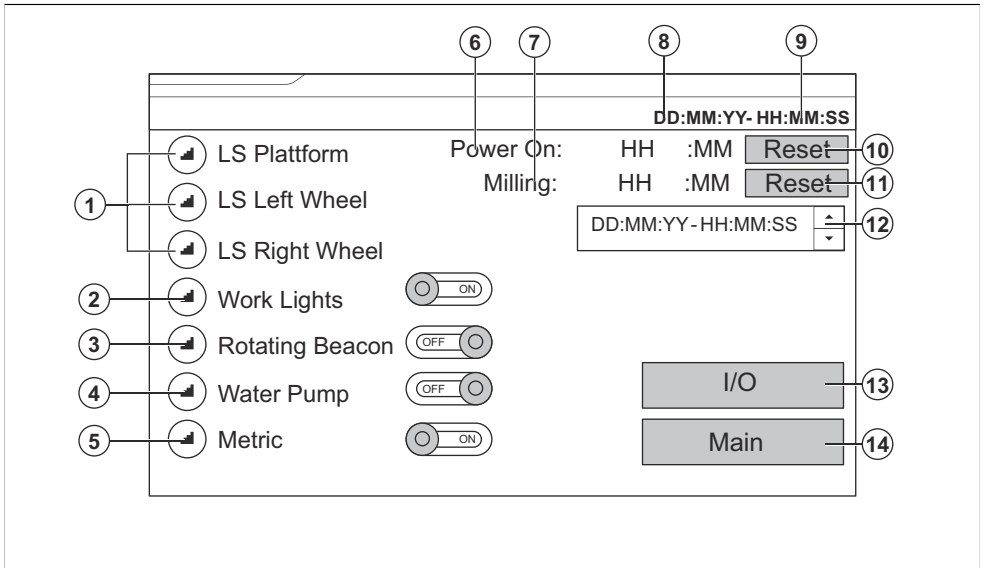 6 7 8 9
DD:MM:YY- HH:MM:SS
LS Plattform Power On: HH :MM Reset 10
Milling: HH :MM Reset 11
1 LS Left Wheel
DD:MM:YY-HH:MM:SS 12
LS Right Wheel
2 Work Lights ON
3 Rotating Beacon OFF
4 Water Pump OFF I/O 13
5 Metric ON Main 14